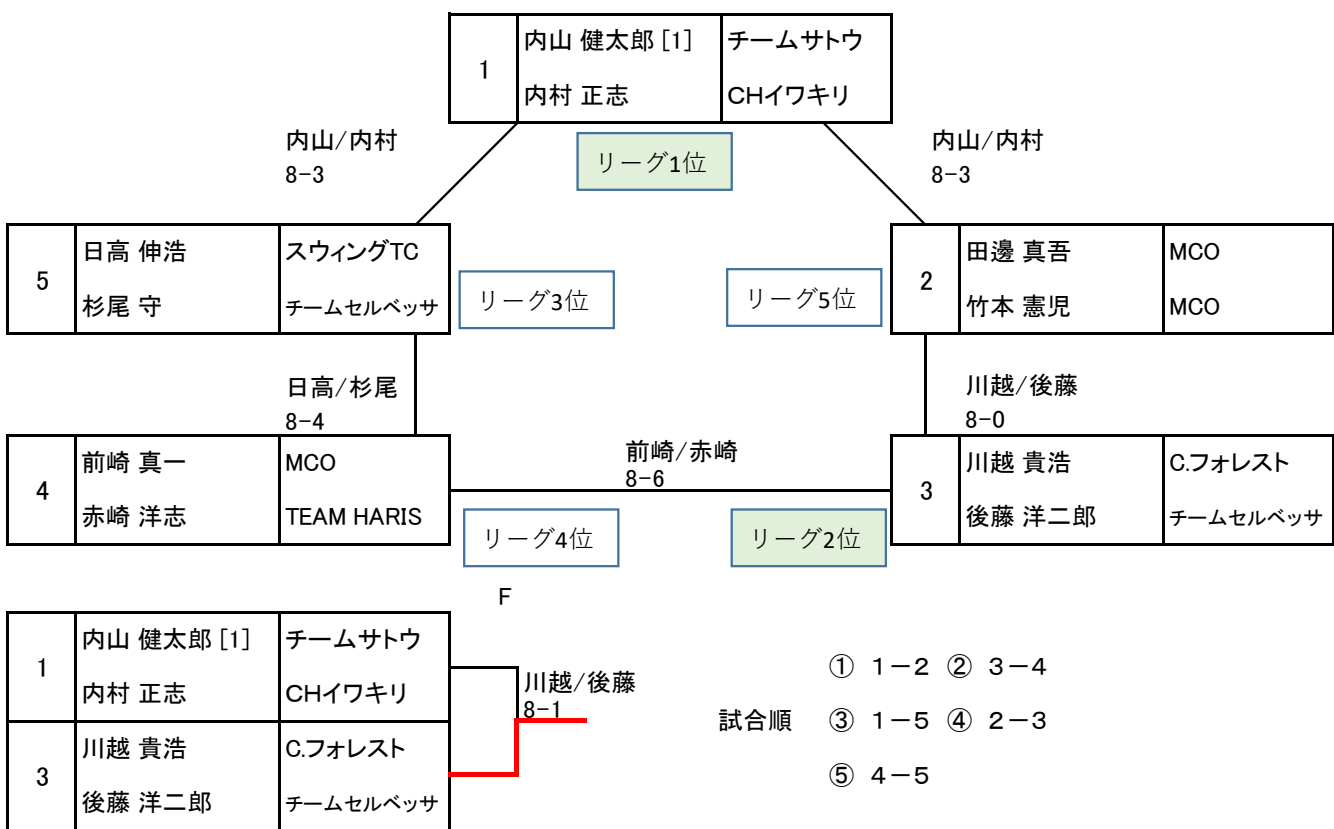 1
内山 健太郎 [1] チームサトウ
内村 正志 CHイワキリ
内山/内村
8-3
リーグ1位
内山/内村
8-3
5
日高 伸浩 スウィングTC
杉尾 守 チームセルベッサ
リーグ3位
リーグ5位
2
田邊 真吾 MCO
竹本 憲児 MCO
日高/杉尾
8-4
川越/後藤
8-0
4
前崎 真一 MCO
赤崎 洋志 TEAM HARIS
前崎/赤崎
8-6
3
川越 貴浩 C.フォレスト
後藤 洋二郎 チームセルベッサ
リーグ4位
リーグ2位
F
1
内山 健太郎 [1] チームサトウ
内村 正志 CHイワキリ
3
川越 貴浩 C.フォレスト
後藤 洋二郎 チームセルベッサ
川越/後藤
8-1
① 1-2 ② 3-4
試合順 ③ 1-5 ④ 2-3
⑤ 4-5